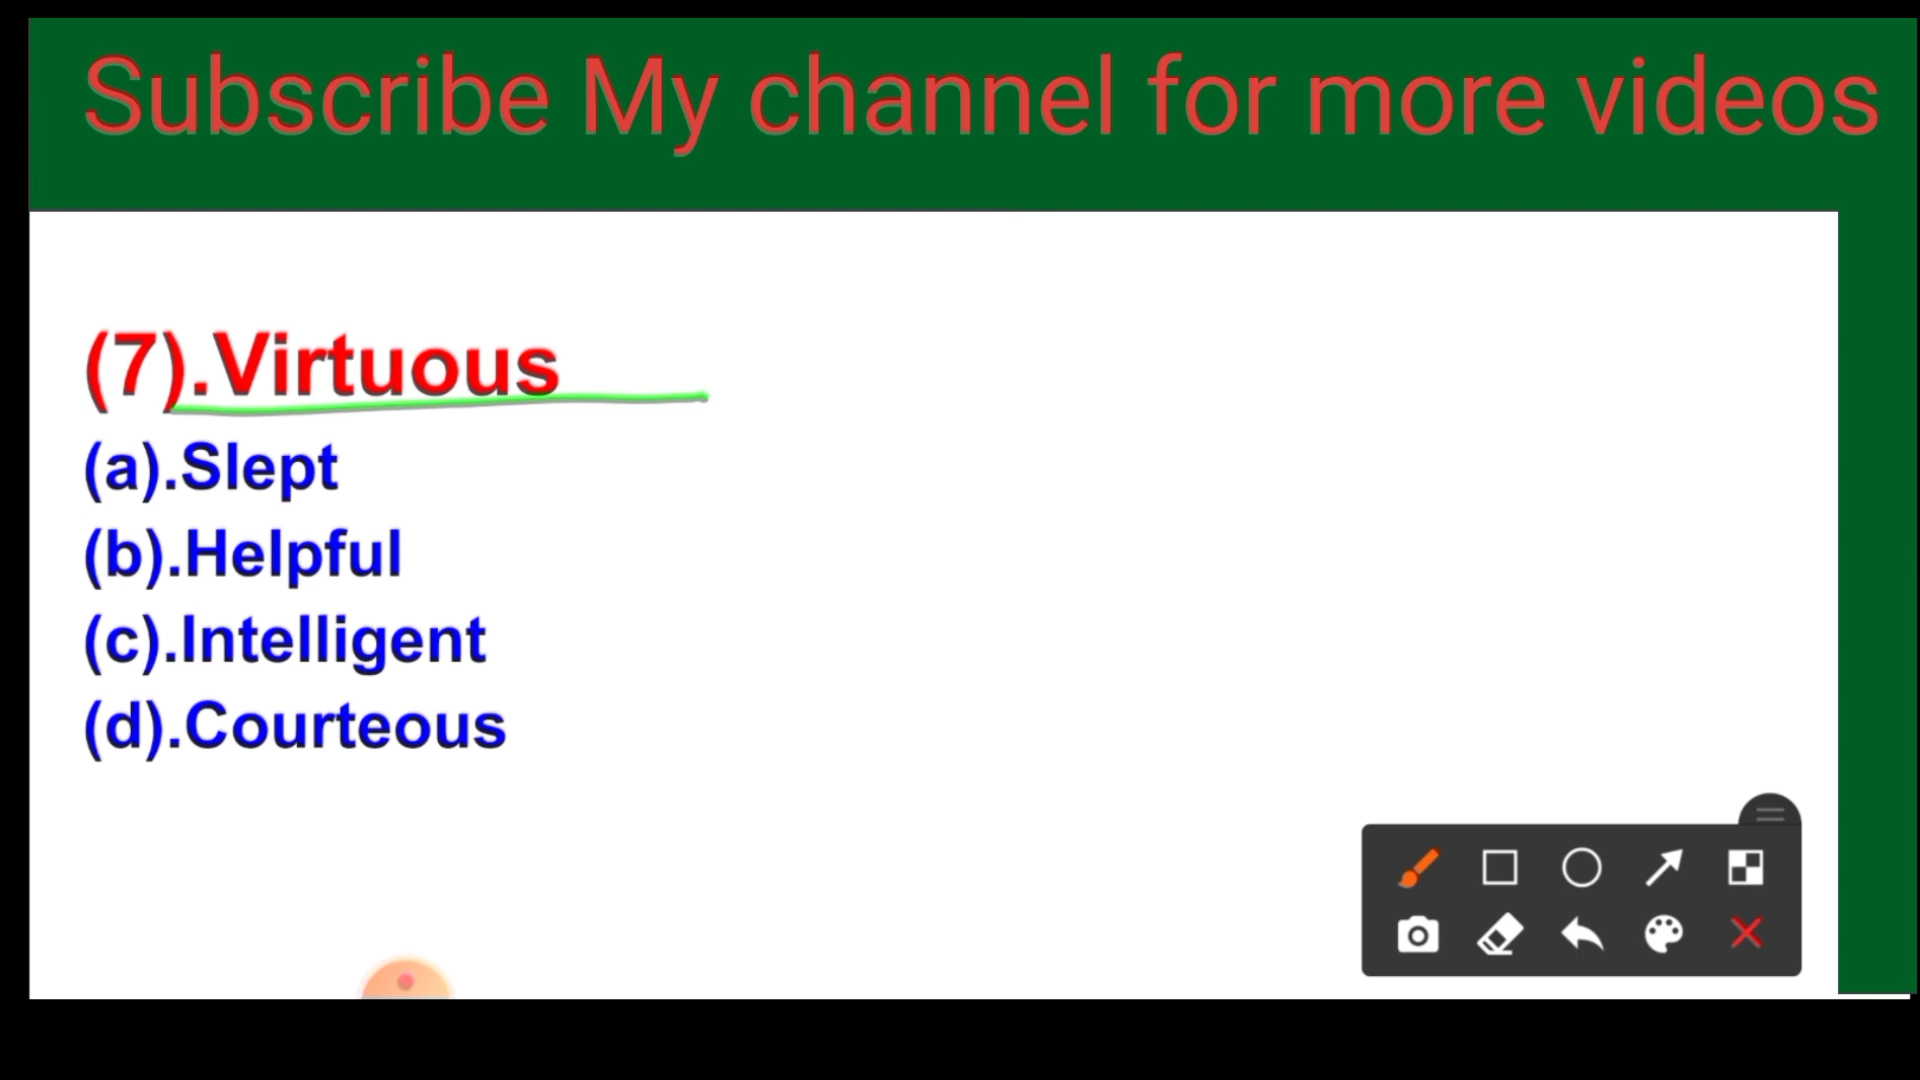 Subscribe My channel for more videos
(7).Virtuous
(a).Slept
(b).Helpful
(c).Intelligent
(d).Courteous